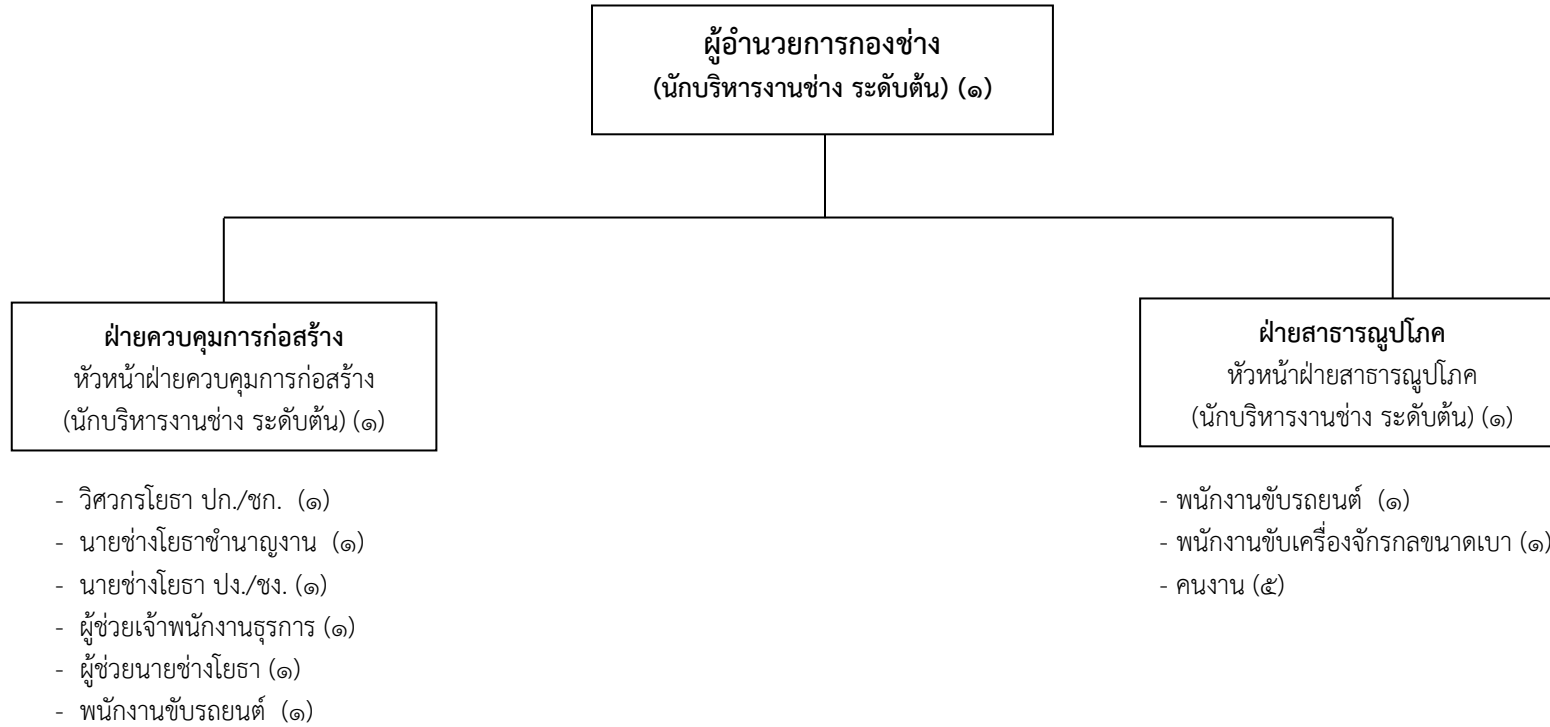 ผู้อำนวยการกองช่าง
(นักบริหารงานช่าง ระดับต้น) (๑)
ฝ่ายควบคุมการก่อสร้าง
หัวหน้าฝ่ายควบคุมการก่อสร้าง
(นักบริหารงานช่าง ระดับต้น) (๑)
- วิศวกรโยธา ปก./ชก. (๑)
- นายช่างโยธาชำนาญงาน (๑)
- นายช่างโยธา ปง./ชง. (๑)
- ผู้ช่วยเจ้าพนักงานธุรการ (๑)
- ผู้ช่วยนายช่างโยธา (๑)
- พนักงานขับรถยนต์ (๑)
ฝ่ายสาธารณูปโภค
หัวหน้าฝ่ายสาธารณูปโภค
(นักบริหารงานช่าง ระดับต้น) (๑)
- พนักงานขับรถยนต์ (๑)
- พนักงานขับเครื่องจักรกลขนาดเบา (๑)
- คนงาน (๕)